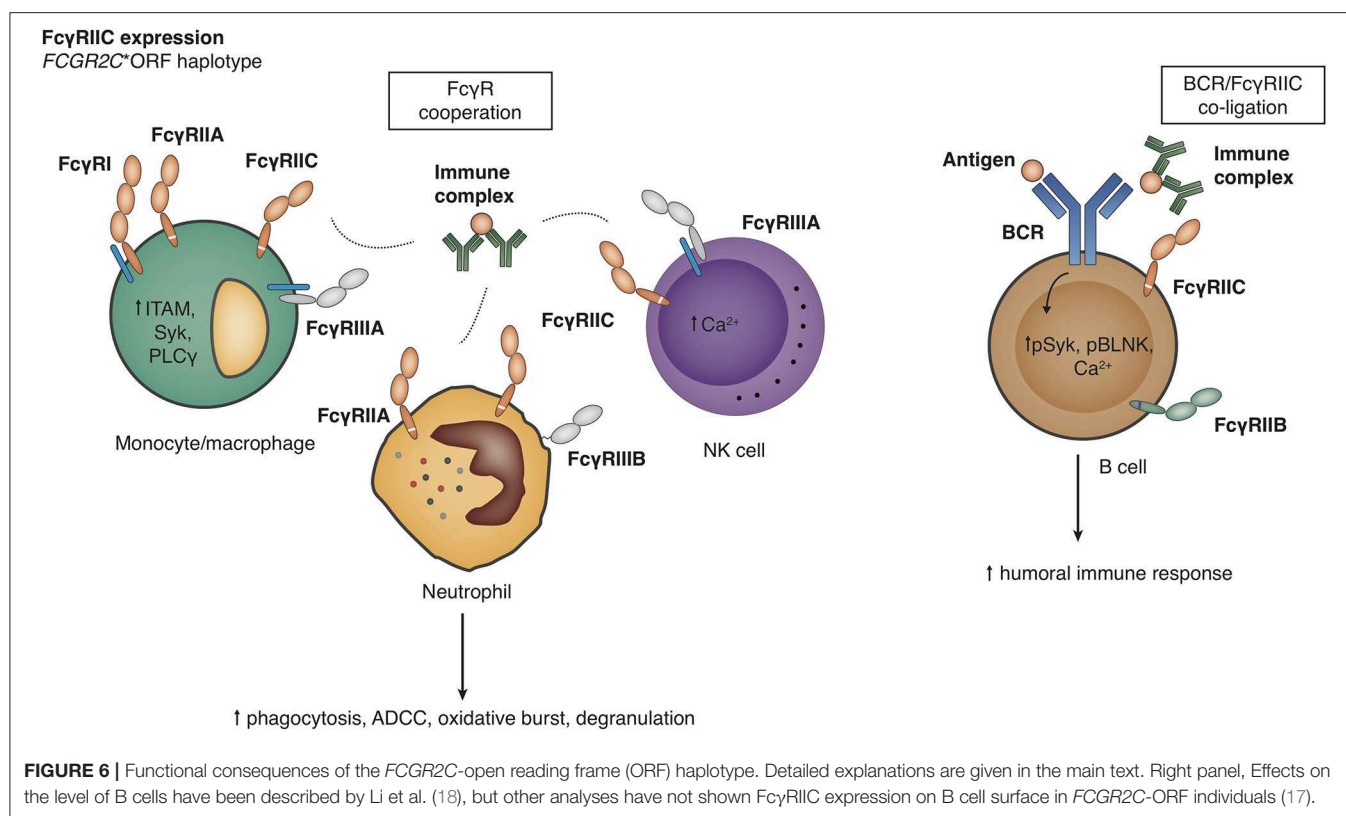 FcγRIIC expression
FCGR2C*ORF haplotype
FcγR
cooperation
BCR/FcγRIIC
co-ligation
FcγRI
FcγRIIA
FcγRIIC
Immune
complex
FcγRIIIA
Antigen
Immune
complex
BCR
↑ITAM,
Syk,
PLCγ
FcγRIIIA
FcγRIIC
↑Ca²⁺
FcγRIIC
↑pSyk, pBLNK,
Ca²⁺
FcγRIIA
FcγRIIIB
FcγRIIB
Monocyte/macrophage
NK cell
B cell
Neutrophil
↑ humoral immune response
↑ phagocytosis, ADCC, oxidative burst, degranulation
FIGURE 6 | Functional consequences of the FCGR2C-open reading frame (ORF) haplotype. Detailed explanations are given in the main text. Right panel, Effects on
the level of B cells have been described by Li et al. (18), but other analyses have not shown FcγRIIC expression on B cell surface in FCGR2C-ORF individuals (17).